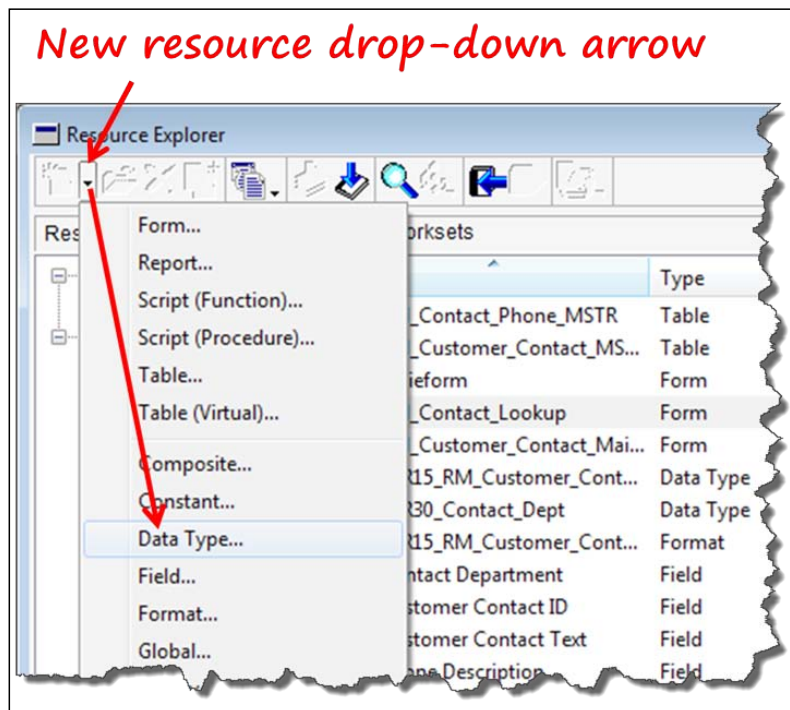 New resource drop-down arrow
Resource Explorer
Res
orksets
Type
Form...
Report...
Script (Function)...
Script (Procedure)...
Table...
Table (Virtual)...
Composite...
Constant...
Data Type...
Field...
Format...
Global...
_Contact_Phone_MSTR Table
_Customer_Contact_MS... Table
ieform Form
_Contact_Lookup Form
_Customer_Contact_Mai... Form
R15_RM_Customer_Cont... Data Type
R30_Contact_Dept Data Type
R15_RM_Customer_Cont... Format
ntact Department Field
stomer Contact ID Field
stomer Contact Text Field
Description Field